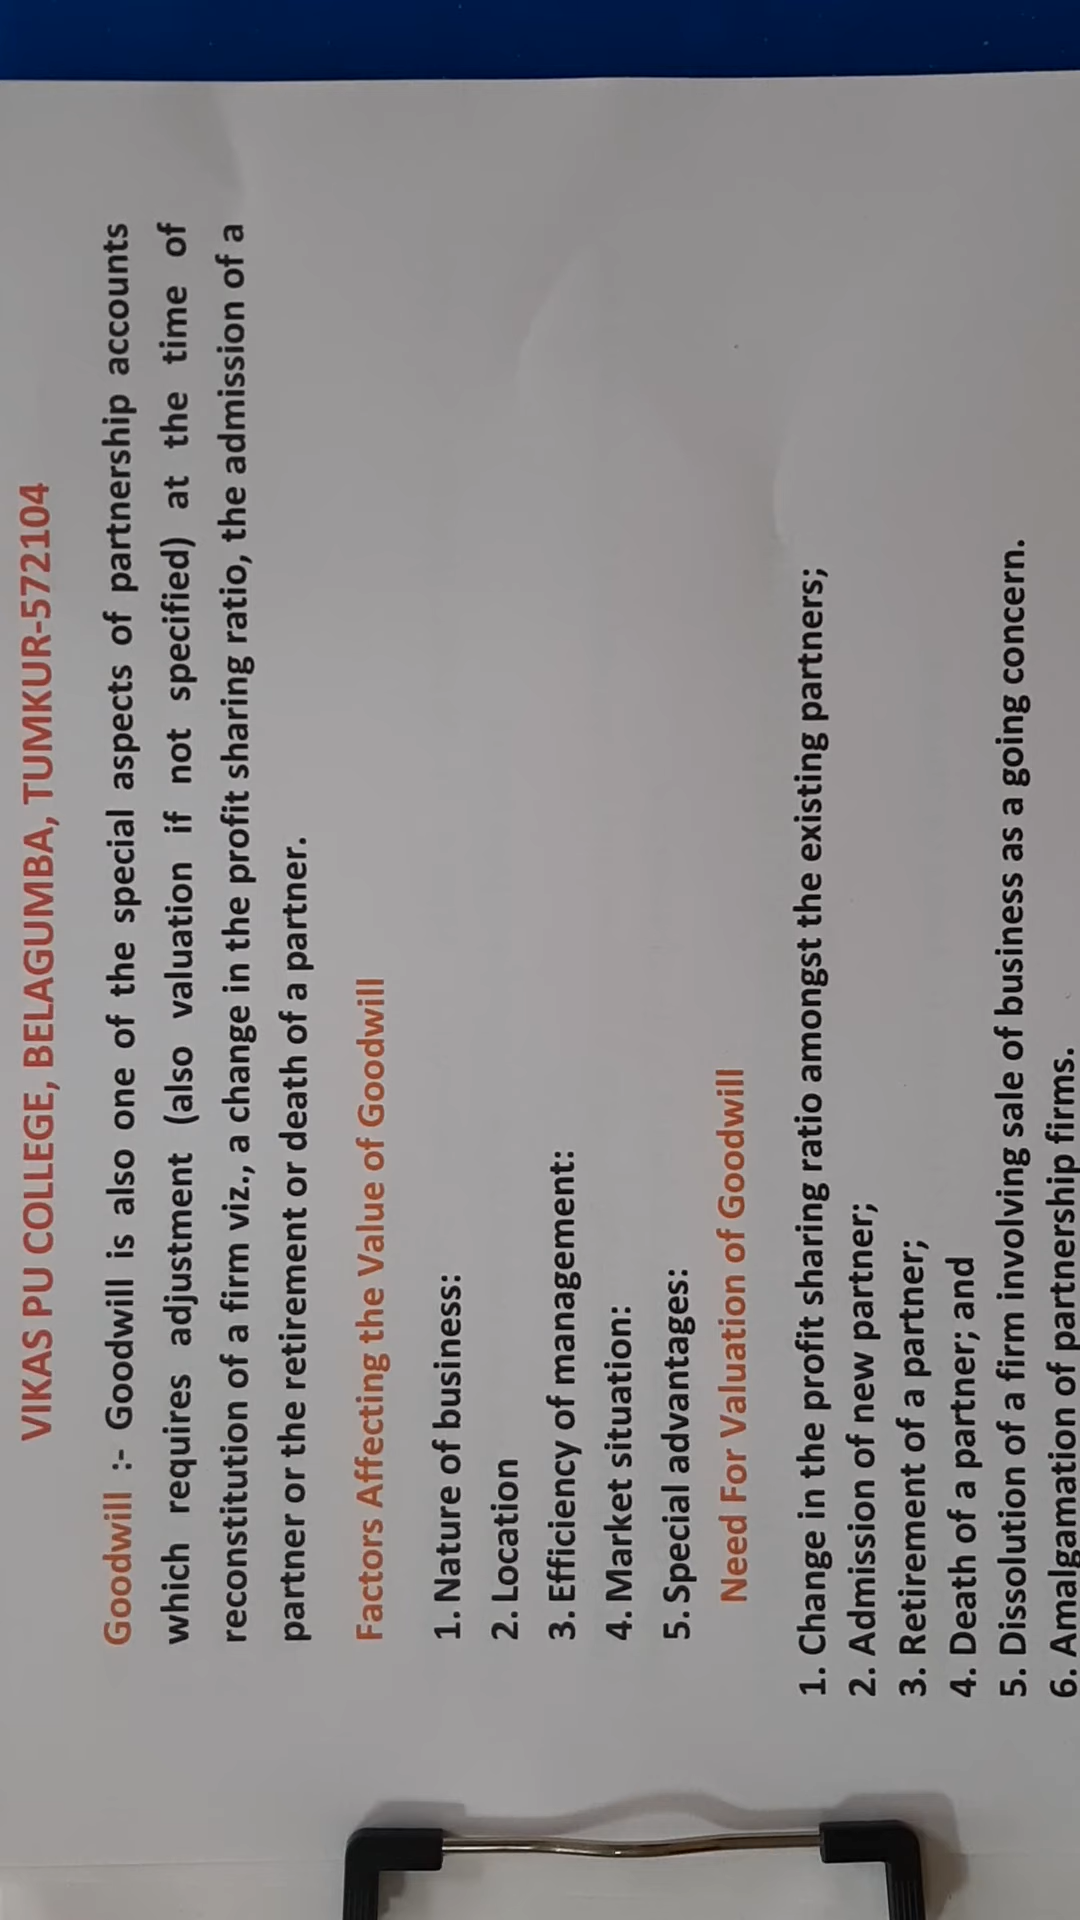 VIKAS PU COLLEGE, BELAGUMBA, TUMKUR-572104
Goodwill :- Goodwill is also one of the special aspects of partnership accounts
which requires adjustment (also valuation if not specified) at the time of
reconstitution of a firm viz., a change in the profit sharing ratio, the admission of a
partner or the retirement or death of a partner.
Factors Affecting the Value of Goodwill
1. Nature of business:
2. Location
3. Efficiency of management:
4. Market situation:
5. Special advantages:
Need For Valuation of Goodwill
1. Change in the profit sharing ratio amongst the existing partners;
2. Admission of new partner;
3. Retirement of a partner;
4. Death of a partner; and
5. Dissolution of a firm involving sale of business as a going concern.
6. Amalgamation of partnership firms.